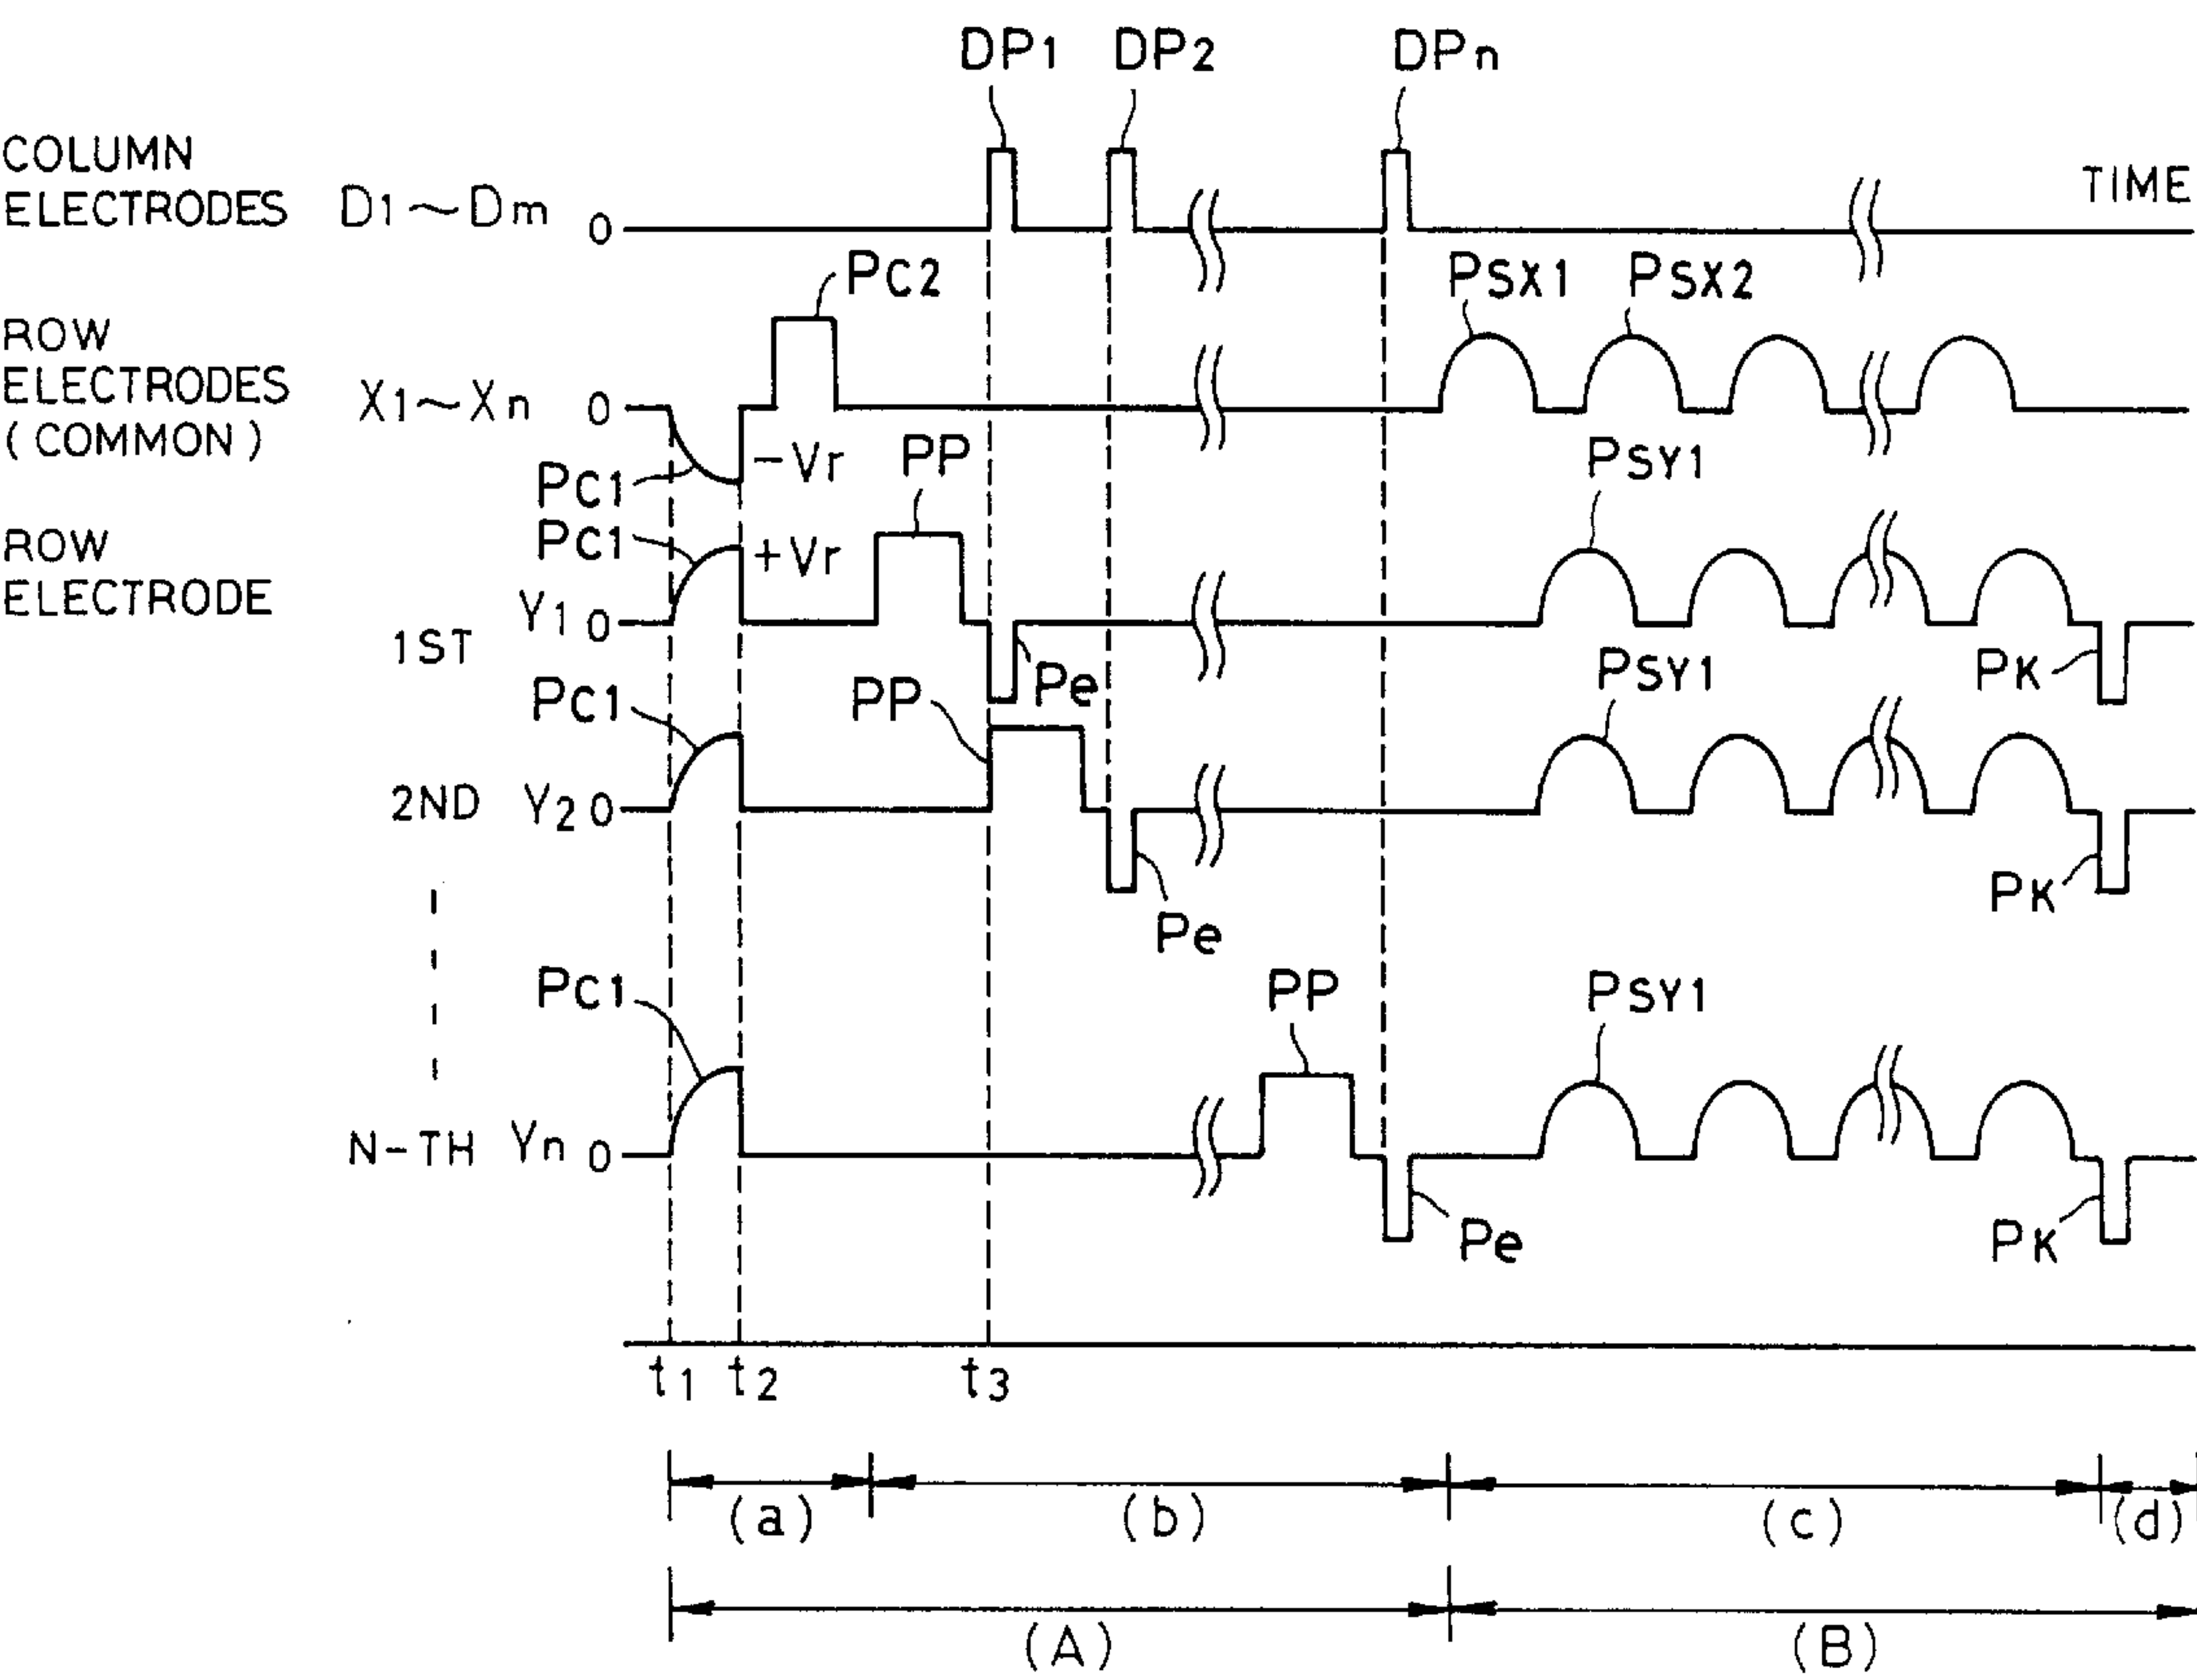 DP1 DP2 DPn
COLUMN
ELECTRODES D1~Dm 0 TIME
PC2 PSX1 PSX2
ROW
ELECTRODES
(COMMON) X1~Xn 0
PC1 -Vr PP PSY1
ROW
ELECTRODE
PC1 +Vr
Y1 0
1ST Pe PK
PC1 PP PSY1
2ND Y2 0
Pe PK
PC1 PP PSY1
N-TH Yn 0
Pe PK
t1 t2 t3
(a) (b) (c) (d)
(A) (B)